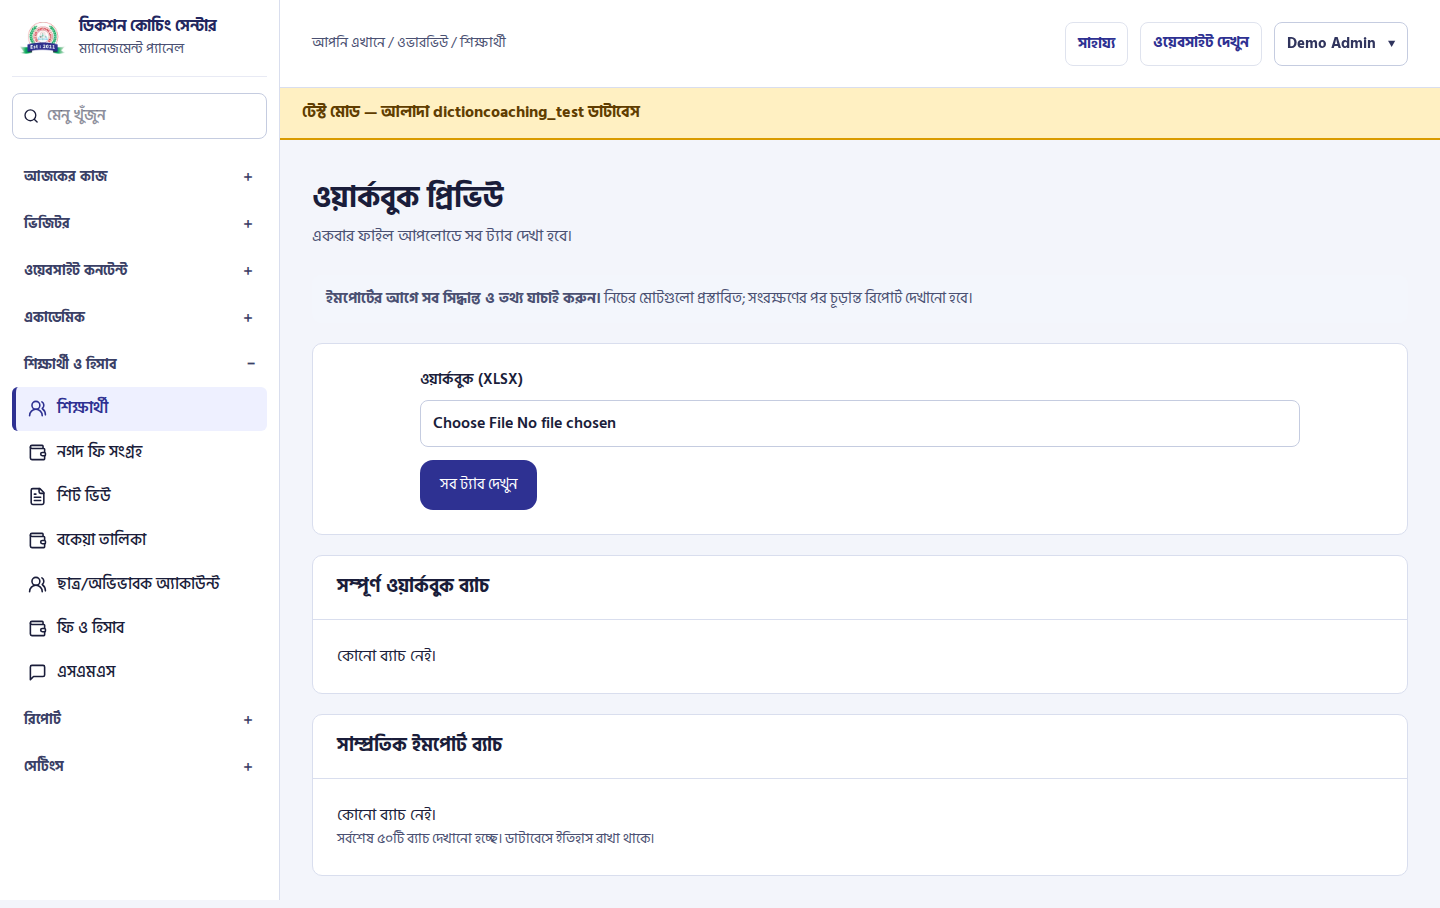 ডিকশন কোচিং সেন্টার
ম্যানেজমেন্ট প্যানেল
Est : 2011
মেনু খুঁজুন
আজকের কাজ +
ভিজিটর +
ওয়েবসাইট কনটেন্ট +
একাডেমিক +
শিক্ষার্থী ও হিসাব −
শিক্ষার্থী
নগদ ফি সংগ্রহ
শিট ভিউ
বকেয়া তালিকা
ছাত্র/অভিভাবক অ্যাকাউন্ট
ফি ও হিসাব
এসএমএস
রিপোর্ট +
সেটিংস +
আপনি এখানে / ওভারভিউ / শিক্ষার্থী
সাহায্য
ওয়েবসাইট দেখুন
Demo Admin
টেস্ট মোড — আলাদা dictioncoaching_test ডাটাবেস
ওয়ার্কবুক প্রিভিউ
একবার ফাইল আপলোডে সব ট্যাব দেখা হবে।
ইমপোর্টের আগে সব সিদ্ধান্ত ও তথ্য যাচাই করুন। নিচের মোটগুলো প্রস্তাবিত; সংরক্ষণের পর চূড়ান্ত রিপোর্ট দেখানো হবে।
ওয়ার্কবুক (XLSX)
Choose File No file chosen
সব ট্যাব দেখুন
সম্পূর্ণ ওয়ার্কবুক ব্যাচ
কোনো ব্যাচ নেই।
সাম্প্রতিক ইমপোর্ট ব্যাচ
কোনো ব্যাচ নেই।
সর্বশেষ ৫০টি ব্যাচ দেখানো হচ্ছে। ডাটাবেসে ইতিহাস রাখা থাকে।